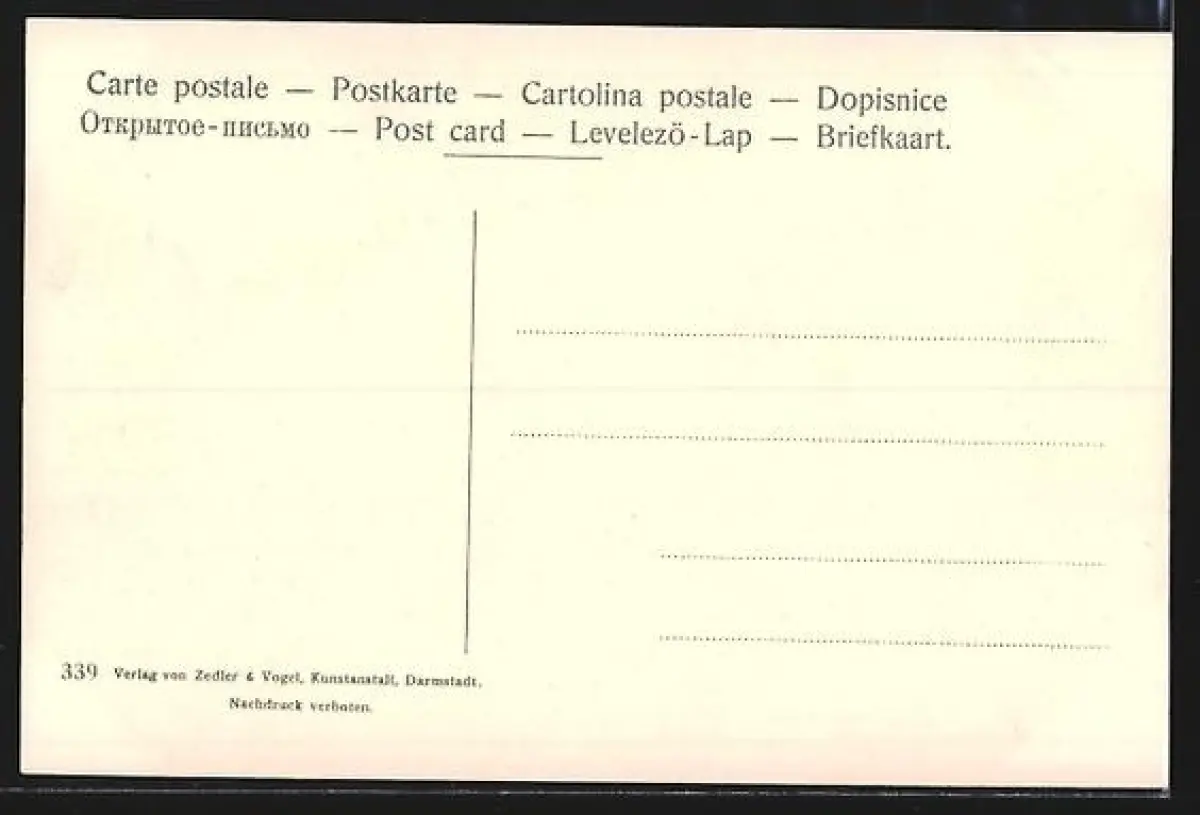 Carte postale — Postkarte — Cartolina postale — Dopisnice
Открытое-письмо — Post card — Levelezö-Lap — Briefkaart.
339 Verlag von Zedler & Vogel, Kunstanstalt, Darmstadt.
Nachdruck verboten.